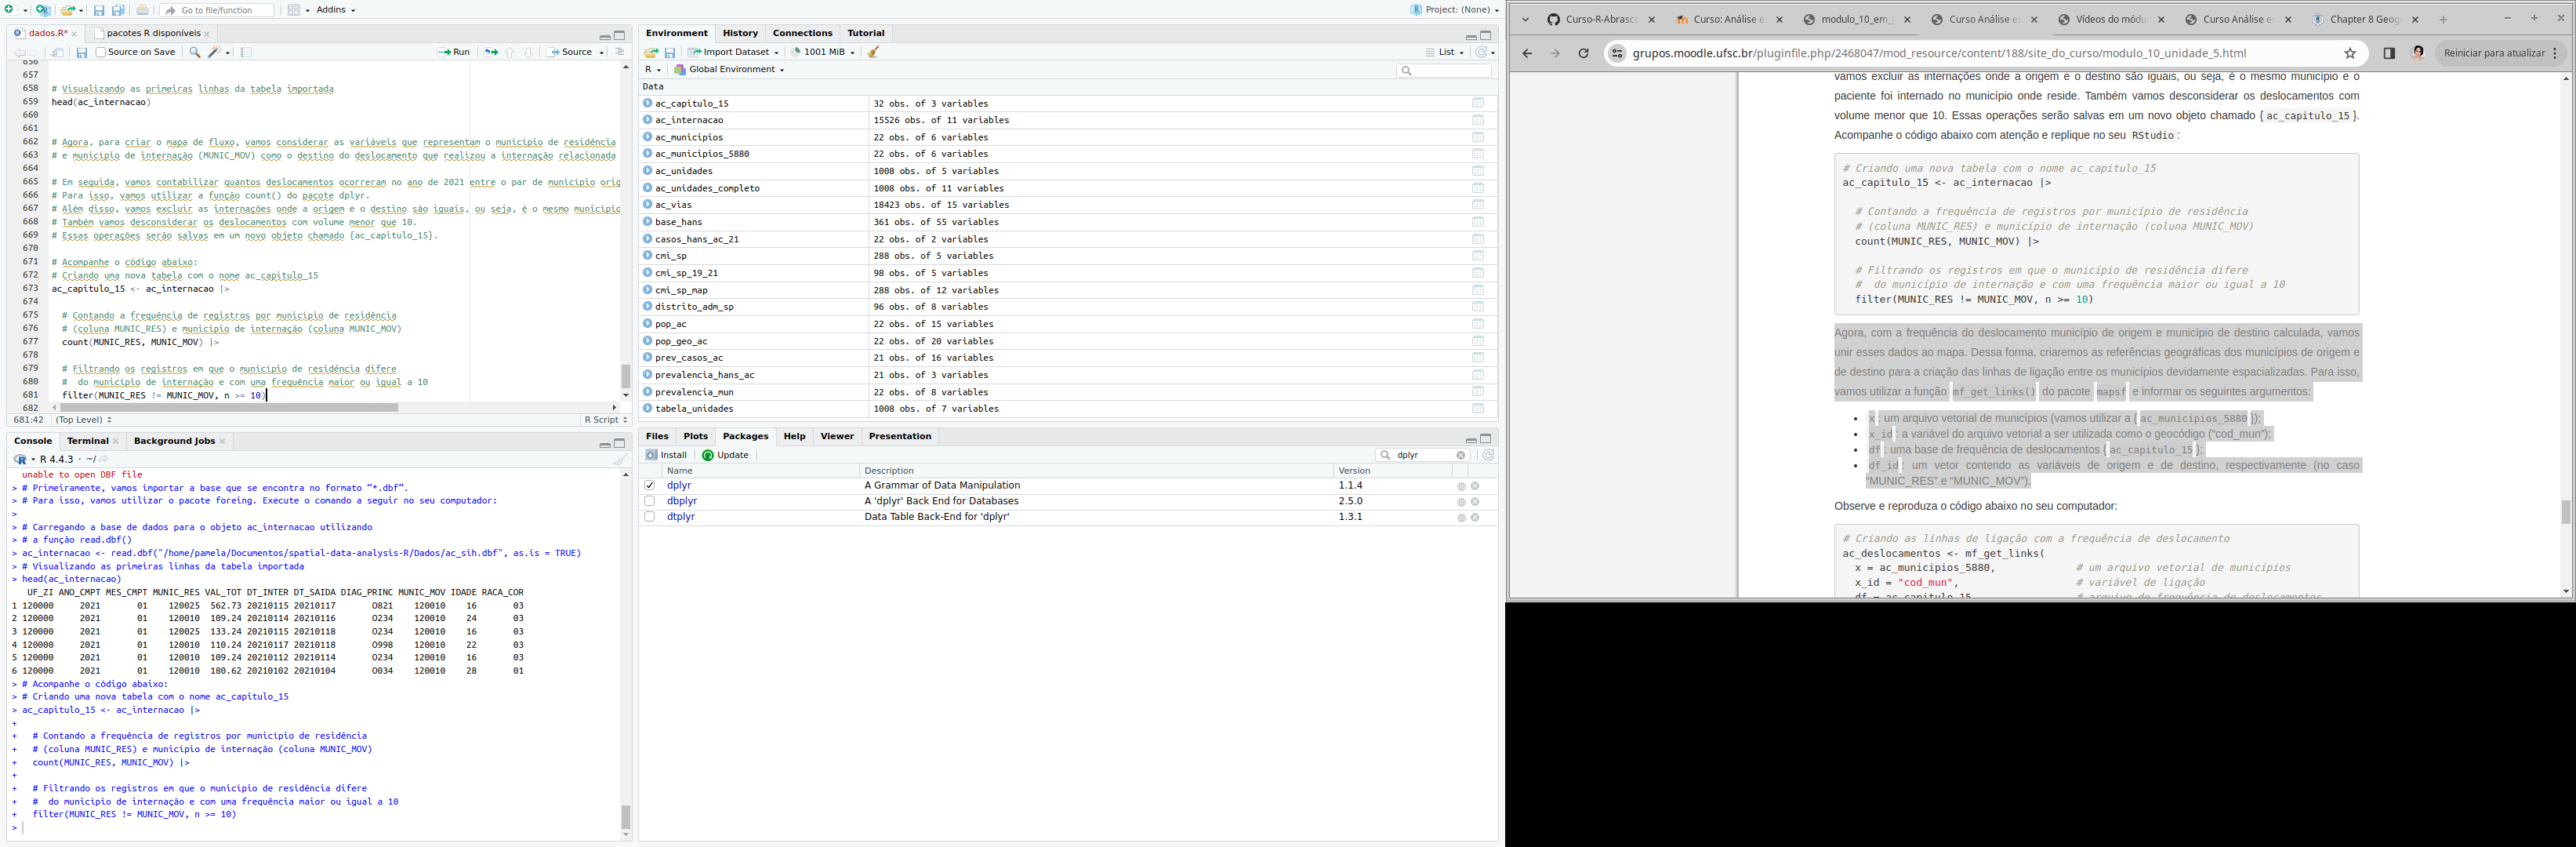 Go to file/function
Addins
Project: (None)
dados.R*
pacotes R disponíveis
Source on Save
Run
Source
656
657
658 # Visualizando as primeiras linhas da tabela importada
659 head(ac_internacao)
660
661
662 # Agora, para criar o mapa de fluxo, vamos considerar as variáveis que representam o município de residência
663 # e município de internação (MUNIC_MOV) como o destino do deslocamento que realizou a internação relacionada
664
665 # Em seguida, vamos contabilizar quantos deslocamentos ocorreram no ano de 2021 entre o par de município orig
666 # Para isso, vamos utilizar a função count() do pacote dplyr.
667 # Além disso, vamos excluir as internações onde a origem e o destino são iguais, ou seja, é o mesmo município
668 # Também vamos desconsiderar os deslocamentos com volume menor que 10.
669 # Essas operações serão salvas em um novo objeto chamado {ac_capitulo_15}.
670
671 # Acompanhe o código abaixo:
672 # Criando uma nova tabela com o nome ac_capitulo_15
673 ac_capitulo_15 <- ac_internacao |>
674
675 # Contando a frequência de registros por município de residência
676 # (coluna MUNIC_RES) e município de internação (coluna MUNIC_MOV)
677 count(MUNIC_RES, MUNIC_MOV) |>
678
679 # Filtrando os registros em que o município de residência difere
680 #  do município de internação e com uma frequência maior ou igual a 10
681 filter(MUNIC_RES != MUNIC_MOV, n >= 10)
682
681:42 (Top Level) R Script
Console Terminal Background Jobs
R 4.4.3 · ~/
unable to open DBF file
> # Primeiramente, vamos importar a base que se encontra no formato “*.dbf”.
> # Para isso, vamos utilizar o pacote foreing. Execute o comando a seguir no seu computador:
>
> # Carregando a base de dados para o objeto ac_internacao utilizando
> # a função read.dbf()
> ac_internacao <- read.dbf("/home/pamela/Documentos/spatial-data-analysis-R/Dados/ac_sih.dbf", as.is = TRUE)
> # Visualizando as primeiras linhas da tabela importada
> head(ac_internacao)
UF_ZI ANO_CMPT MES_CMPT MUNIC_RES VAL_TOT DT_INTER DT_SAIDA DIAG_PRINC MUNIC_MOV IDADE RACA_COR
1 120000 2021 01 120025 562.73 20210115 20210117 O821 120010 16 03
2 120000 2021 01 120010 109.24 20210114 20210116 O234 120010 24 03
3 120000 2021 01 120025 133.24 20210115 20210118 O234 120010 16 03
4 120000 2021 01 120010 110.24 20210117 20210118 O998 120010 22 03
5 120000 2021 01 120010 109.24 20210112 20210114 O234 120010 16 03
6 120000 2021 01 120010 180.62 20210102 20210104 O034 120010 28 01
> # Acompanhe o código abaixo:
> # Criando uma nova tabela com o nome ac_capitulo_15
> ac_capitulo_15 <- ac_internacao |>
+
+ # Contando a frequência de registros por município de residência
+ # (coluna MUNIC_RES) e município de internação (coluna MUNIC_MOV)
+ count(MUNIC_RES, MUNIC_MOV) |>
+
+ # Filtrando os registros em que o município de residência difere
+ #  do município de internação e com uma frequência maior ou igual a 10
+ filter(MUNIC_RES != MUNIC_MOV, n >= 10)
>
Environment History Connections Tutorial
Import Dataset 1001 MiB List
R Global Environment
Data
ac_capitulo_15 32 obs. of 3 variables
ac_internacao 15526 obs. of 11 variables
ac_municipios 22 obs. of 6 variables
ac_municipios_5880 22 obs. of 6 variables
ac_unidades 1008 obs. of 5 variables
ac_unidades_completo 1008 obs. of 11 variables
ac_vias 18423 obs. of 15 variables
base_hans 361 obs. of 55 variables
casos_hans_ac_21 22 obs. of 2 variables
cmi_sp 288 obs. of 5 variables
cmi_sp_19_21 98 obs. of 5 variables
cmi_sp_map 288 obs. of 12 variables
distrito_adm_sp 96 obs. of 8 variables
pop_ac 22 obs. of 15 variables
pop_geo_ac 22 obs. of 20 variables
prev_casos_ac 21 obs. of 16 variables
prevalencia_hans_ac 21 obs. of 3 variables
prevalencia_mun 22 obs. of 8 variables
tabela_unidades 1008 obs. of 7 variables
Files Plots Packages Help Viewer Presentation
Install Update dplyr
Name Description Version
dplyr A Grammar of Data Manipulation 1.1.4
dbplyr A 'dplyr' Back End for Databases 2.5.0
dtplyr Data Table Back-End for 'dplyr' 1.3.1
Curso-R-Abrasc
Curso: Análise e
modulo_10_em_
Curso Análise es
Vídeos do módu
Curso Análise es
Chapter 8 Geog
grupos.moodle.ufsc.br/pluginfile.php/2468047/mod_resource/content/188/site_do_curso/modulo_10_unidade_5.html
Reiniciar para atualizar
vamos excluir as internações onde a origem e o destino são iguais, ou seja, é o mesmo município e o
paciente foi internado no município onde reside. Também vamos desconsiderar os deslocamentos com
volume menor que 10. Essas operações serão salvas em um novo objeto chamado { ac_capitulo_15 }.
Acompanhe o código abaixo com atenção e replique no seu RStudio :
# Criando uma nova tabela com o nome ac_capitulo_15
ac_capitulo_15 <- ac_internacao |>
# Contando a frequência de registros por município de residência
# (coluna MUNIC_RES) e município de internação (coluna MUNIC_MOV)
count(MUNIC_RES, MUNIC_MOV) |>
# Filtrando os registros em que o município de residência difere
#  do município de internação e com uma frequência maior ou igual a 10
filter(MUNIC_RES != MUNIC_MOV, n >= 10)
Agora, com a frequência do deslocamento município de origem e município de destino calculada, vamos
unir esses dados ao mapa. Dessa forma, criaremos as referências geográficas dos municípios de origem e
de destino para a criação das linhas de ligação entre os municípios devidamente espacializadas. Para isso,
vamos utilizar a função mf_get_links() do pacote mapsf e informar os seguintes argumentos:
• x : um arquivo vetorial de municípios (vamos utilizar a { ac_municipios_5880 });
• x_id : a variável do arquivo vetorial a ser utilizada como o geocódigo (“cod_mun”);
• df : uma base de frequência de deslocamentos { ac_capitulo_15 };
• df_id : um vetor contendo as variáveis de origem e de destino, respectivamente (no caso
“MUNIC_RES” e “MUNIC_MOV”).
Observe e reproduza o código abaixo no seu computador:
# Criando as linhas de ligação com a frequência de deslocamento
ac_deslocamentos <- mf_get_links(
x = ac_municipios_5880, # um arquivo vetorial de municípios
x_id = "cod_mun", # variável de ligação
df = ac_capitulo_15, # arquivo de frequência de deslocamentos